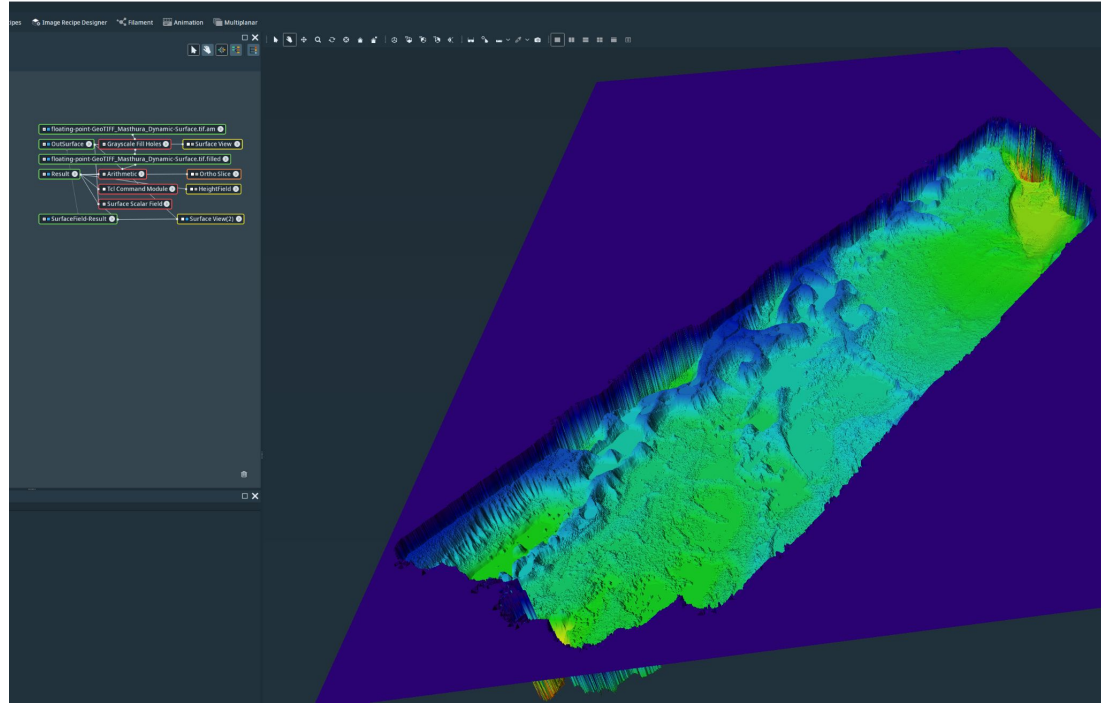 ipes Image Recipe Designer Filament Animation Multiplanar
floating-point-GeoTIFF_Masthura_Dynamic-Surface.tif.am
OutSurface Grayscale Fill Holes Surface View
floating-point-GeoTIFF_Masthura_Dynamic-Surface.tif.filled
Result Arithmetic Ortho Slice
Tcl Command Module HeightField
Surface Scalar Field
SurfaceField-Result Surface View(2)